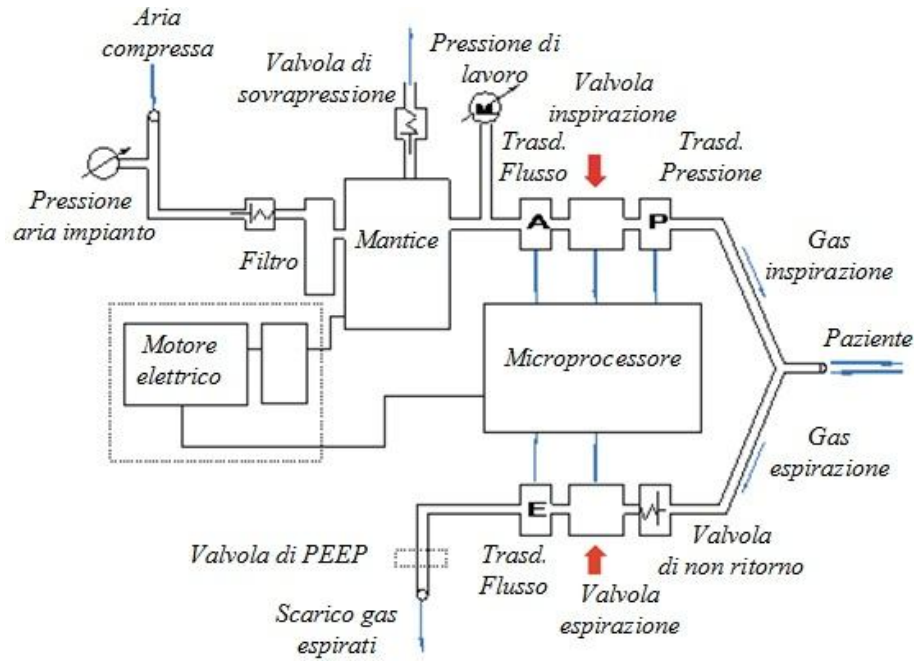 Aria
compressa
Valvola di
sovrapressione
Pressione di
lavoro
M
Valvola
inspirazione
Trasd.
Flusso
Trasd.
Pressione
Pressione
aria impianto
Filtro
Mantice
A
P
Gas
inspirazione
Motore
elettrico
Microprocessore
Paziente
Gas
espirazione
E
Valvola di PEEP
Trasd.
Flusso
Valvola
espirazione
Valvola
di non ritorno
Scarico gas
espirati